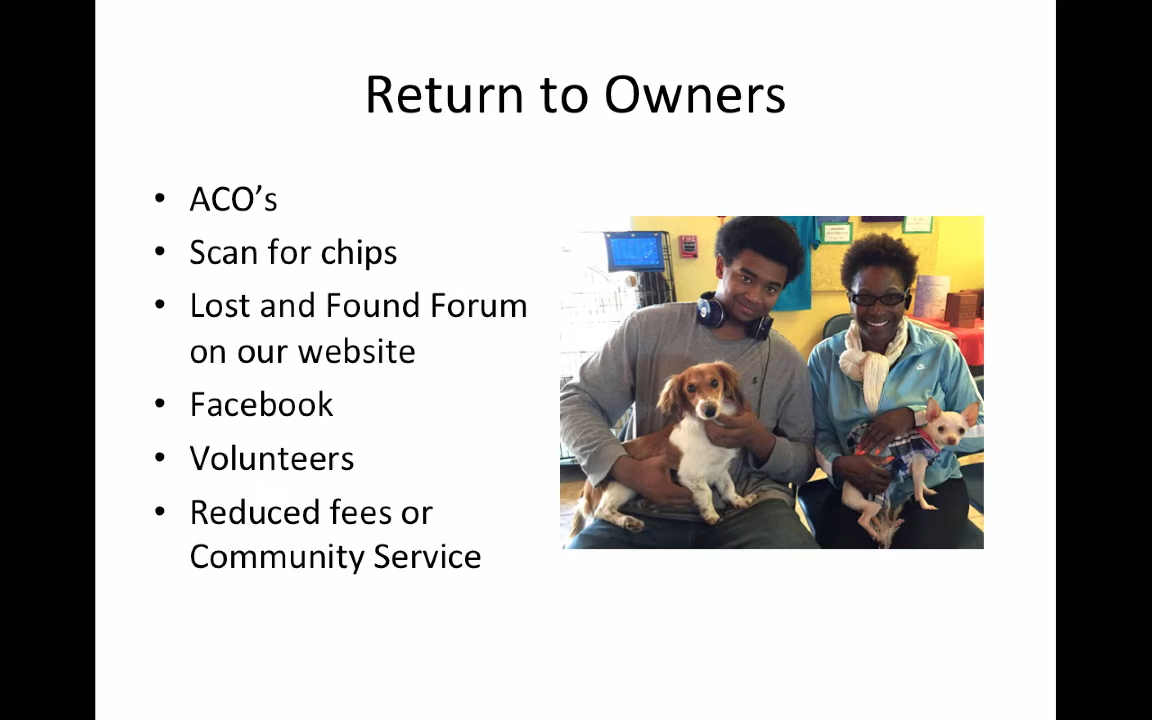 Return to Owners
• ACO’s
• Scan for chips
• Lost and Found Forum
on our website
• Facebook
• Volunteers
• Reduced fees or
Community Service